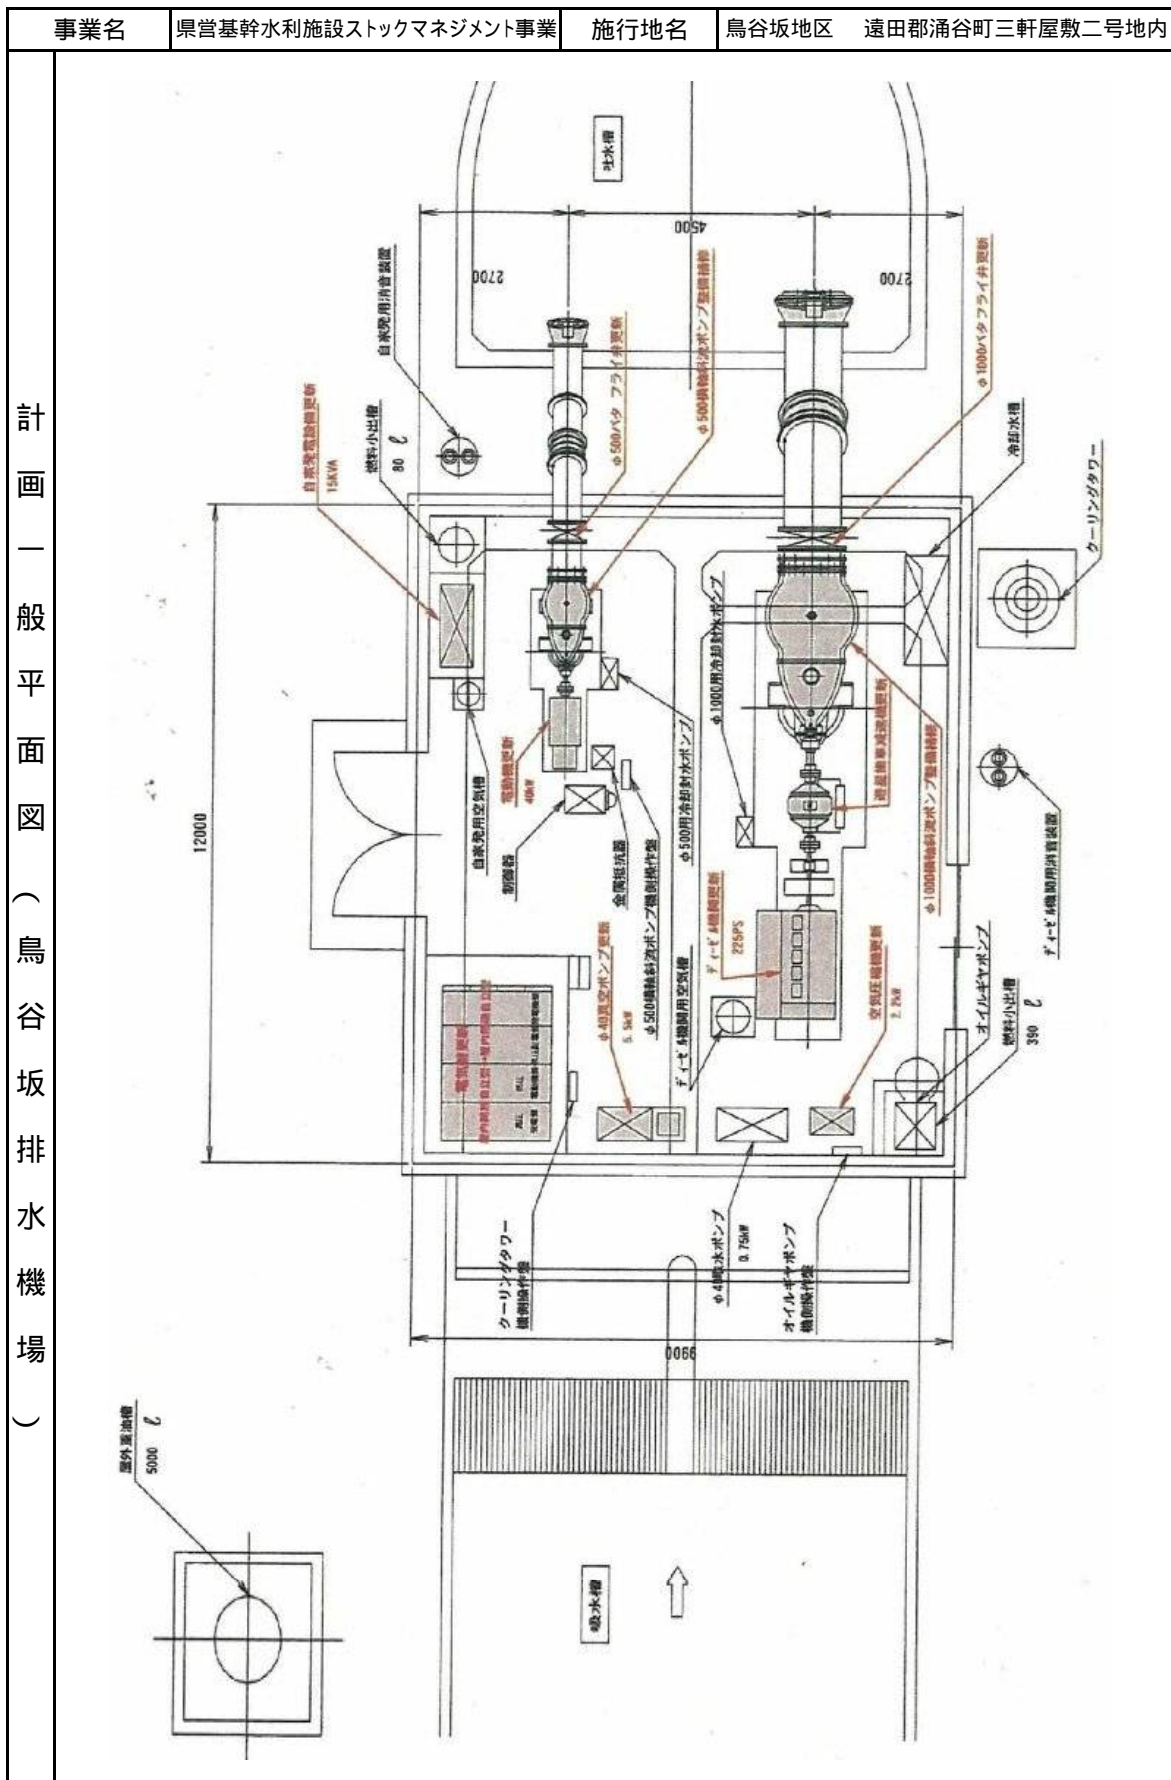 事業名
県営基幹水利施設ストックマネジメント事業
施行地名
鳥谷坂地区 遠田郡涌谷町三軒屋敷二号地内
計画一般平面図(鳥谷坂排水機場)
吐水槽
2700
4500
2700
自家発用消音装置
燃料小出槽
80 ℓ
自家発電設備更新
15KVA
φ500バタフライ弁更新
φ500横軸斜流ポンプ整備補修
φ1000バタフライ弁更新
冷却水槽
クーリングタワー
12000
自家発用空気槽
電動機更新
40kW
制御器
金属抵抗器
φ500横軸斜流ポンプ機側操作盤
φ500用冷却封水ポンプ
φ1000用冷却封水ポンプ
遊星歯車減速機更新
φ1000横軸斜流ポンプ整備補修
ディーゼル機関用消音装置
ディーゼル機関更新
225PS
ディーゼル機関用空気槽
φ40真空ポンプ更新
5.5kW
空気圧縮機更新
2.2kW
オイルギヤポンプ
燃料小出槽
390 ℓ
電気盤更新
クーリングタワー
機側操作盤
φ40取水ポンプ
0.75kW
オイルギヤポンプ
機側操作盤
9900
屋外重油槽
5000 ℓ
吸水槽